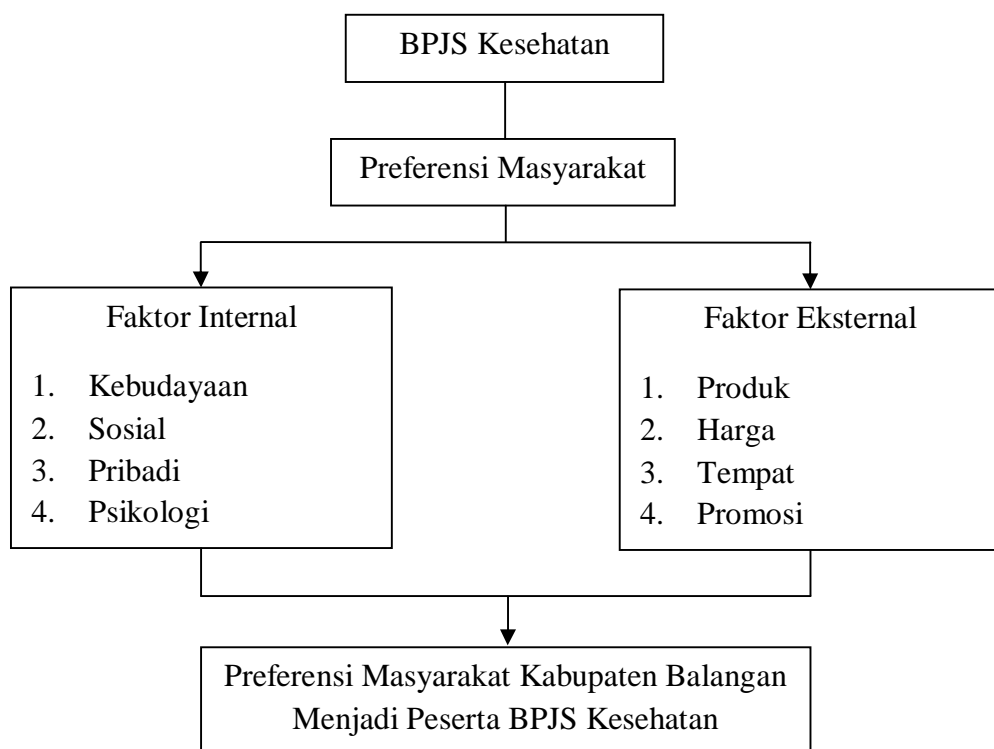 BPJS Kesehatan
Preferensi Masyarakat
Faktor Internal
1. Kebudayaan
2. Sosial
3. Pribadi
4. Psikologi
Faktor Eksternal
1. Produk
2. Harga
3. Tempat
4. Promosi
Preferensi Masyarakat Kabupaten Balangan
Menjadi Peserta BPJS Kesehatan